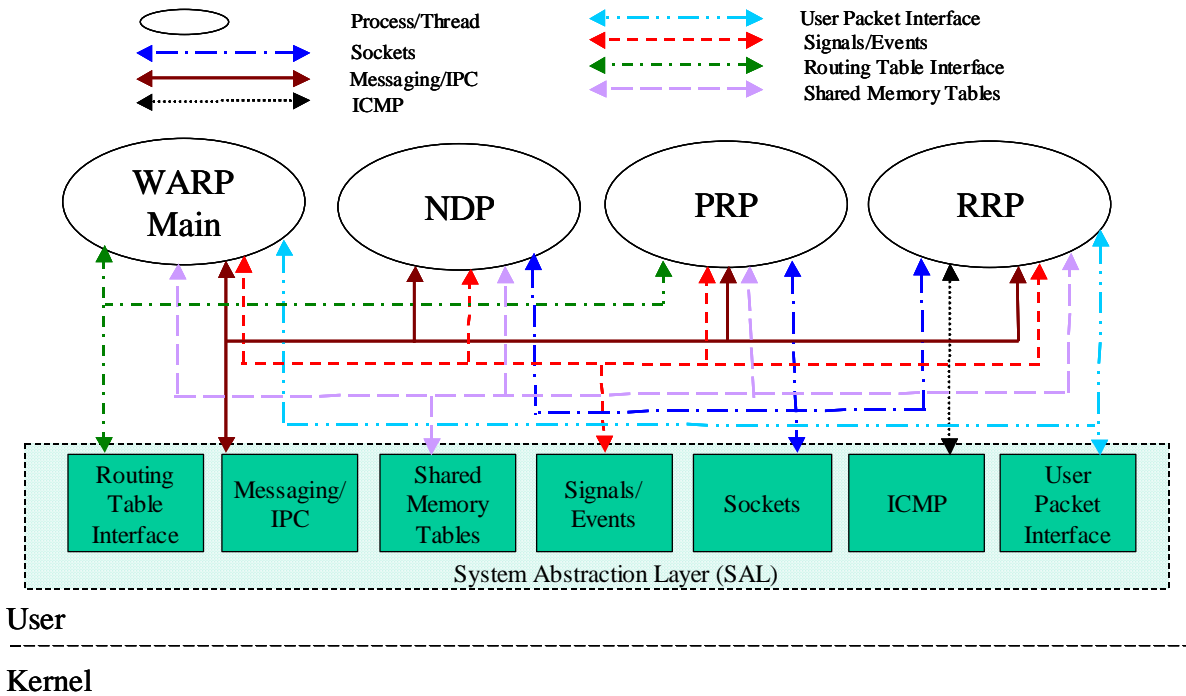 Process/Thread
Sockets
Messaging/IPC
ICMP
User Packet Interface
Signals/Events
Routing Table Interface
Shared Memory Tables
WARP
Main
NDP
PRP
RRP
Routing
Table
Interface
Messaging/
IPC
Shared
Memory
Tables
Signals/
Events
Sockets
ICMP
User
Packet
Interface
System Abstraction Layer (SAL)
User
Kernel